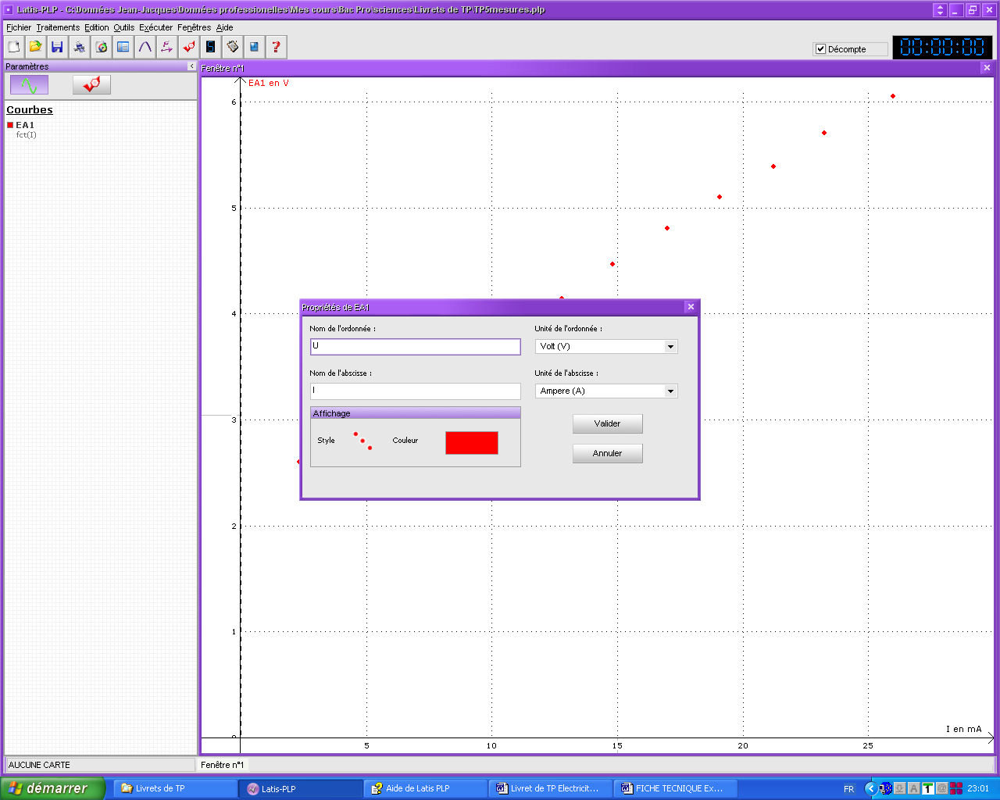 Latis-PLP - C:\Données Jean-Jacques\Données professionelles\Mes cours\Bac Pro\sciences\Livrets de TP\TP5mesures.plp
Fichier Traitements Edition Outils Exécuter Fenêtres Aide
Décompte 00:00:00
Paramètres
Fenêtre n°1
EA1 en V
Courbes
EA1
fct(I)
6
5
4
3
2
1
0
Propriétés de EA1
Nom de l'ordonnée : Unité de l'ordonnée :
U Volt (V)
Nom de l'abscisse : Unité de l'abscisse :
I Ampere (A)
Affichage
Style Couleur
Valider
Annuler
I en mA
5 10 15 20 25
AUCUNE CARTE Fenêtre n°1
démarrer Livrets de TP Latis-PLP Aide de Latis PLP Livret de TP Electricit... FICHE TECHNIQUE Ex... FR 23:01